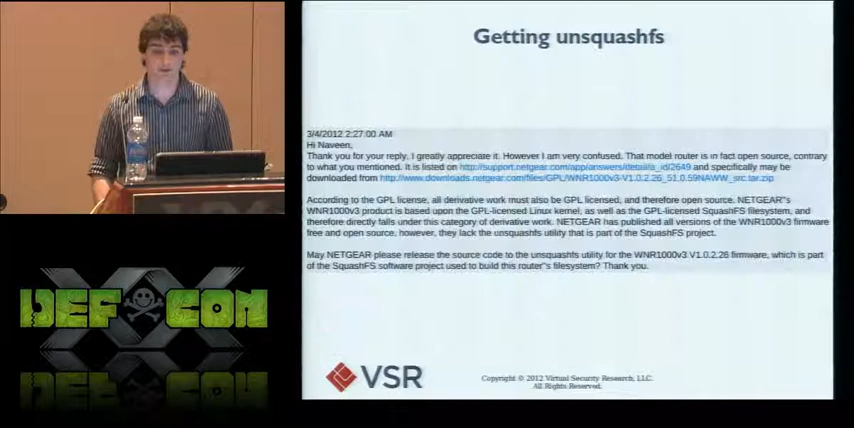 Getting unsquashfs
3/4/2012 2:27:00 AM
Hi Naveen,
Thank you for your reply, I greatly appreciate it. However I am very confused. That model router is in fact open source, contrary
to what you mentioned. It is listed on http://support.netgear.com/app/answers/detail/a_id/2649 and specifically may be
downloaded from http://www.downloads.netgear.com/files/GPL/WNR1000v3-V1.0.2.26_51.0.59NAWW_src.tar.zip
According to the GPL license, all derivative work must also be GPL licensed, and therefore open source. NETGEAR"s
WNR1000v3 product is based upon the GPL-licensed Linux kernel, as well as the GPL-licensed SquashFS filesystem, and
therefore directly falls under this category of derivative work. NETGEAR has published all versions of the WNR1000v3 firmware
free and open source, however, they lack the unsquashfs utility that is part of the SquashFS project.
May NETGEAR please release the source code to the unsquashfs utility for the WNR1000v3 V1.0.2.26 firmware, which is part
of the SquashFS software project used to build this router"s filesystem? Thank you.
DEF CON
XX
VSR
Copyright © 2012 Virtual Security Research, LLC.
All Rights Reserved.